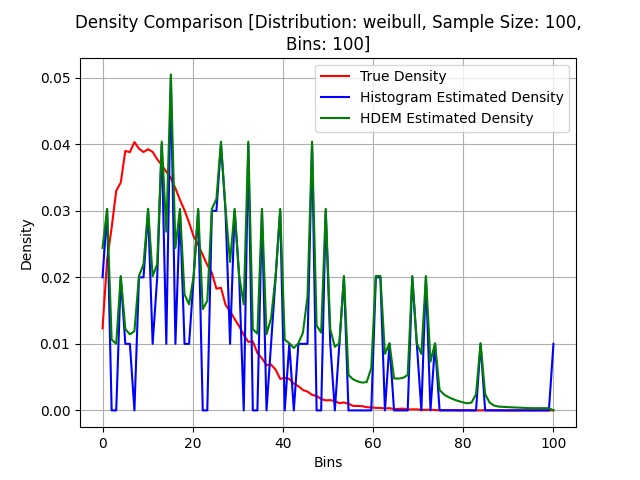 Density Comparison [Distribution: weibull, Sample Size: 100,
Bins: 100]
True Density
Histogram Estimated Density
HDEM Estimated Density
Density
0.05
0.04
0.03
0.02
0.01
0.00
0 20 40 60 80 100
Bins